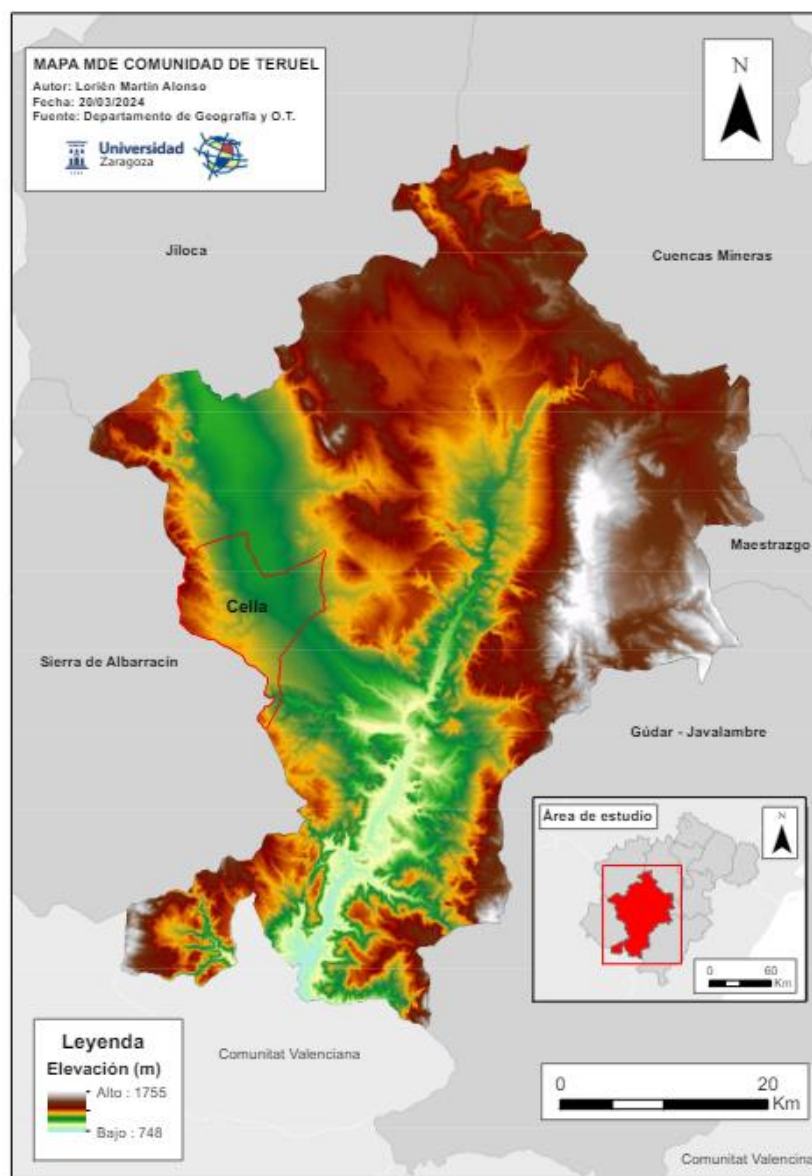 MAPA MDE COMUNIDAD DE TERUEL
Autor: Lorién Martín Alonso
Fecha: 20/03/2024
Fuente: Departamento de Geografía y O.T.
Universidad
Zaragoza
N
Jiloca
Cuencas Mineras
Maestrazgo
Cella
Sierra de Albarracín
Gúdar - Javalambre
Área de estudio
N
0 60
Km
Leyenda
Elevación (m)
Alto : 1755
Bajo : 748
Comunitat Valenciana
0 20
Km
Comunitat Valencina